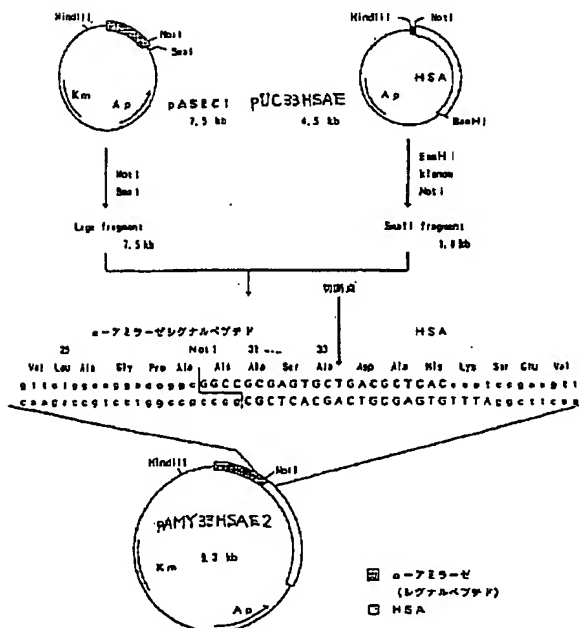 HindIII
NotI
SmaI
Km
Ap
pASEC1
7.5 kb
HindIII
NotI
HSA
Ap
BamHI
pUC33HSAE
4.5 kb
NotI
SmaI
BamHI
klenow
NotI
Large fragment
7.5 kb
Small fragment
1.8 kb
切断点
α-アミラーゼシグナルペプチド
HSA
25 NotI 31 33
Val Leu Ala Gly Pro Ala Ala Ala Ser Ala Asp Ala His Lys Ser Glu Val
GGCCGCGAGTGCTGACGCTCAC
CGCTCACGACTGCGAGTGTTTA
HindIII
NotI
pAMY33HSAE2
9.3 kb
Km
Ap
α-アミラーゼ
(シグナルペプチド)
HSA